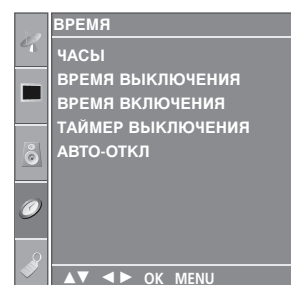 ВРЕМЯ
ЧАСЫ
ВРЕМЯ ВЫКЛЮЧЕНИЯ
ВРЕМЯ ВКЛЮЧЕНИЯ
ТАЙМЕР ВЫКЛЮЧЕНИЯ
АВТО-ОТКЛ
▲▼ ◄► OK MENU